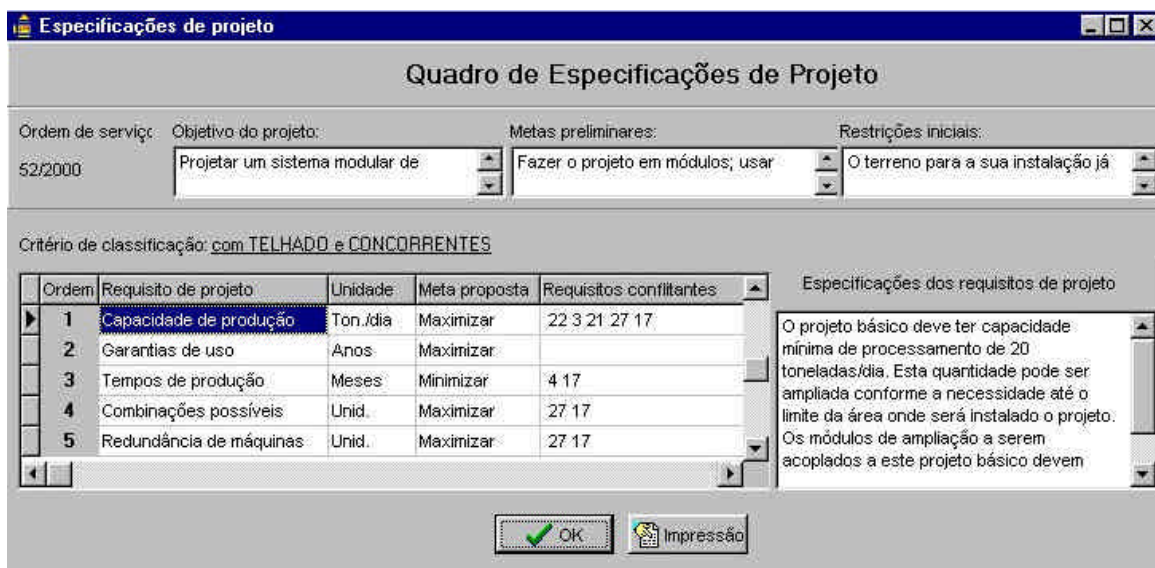 Especificações de projeto
Quadro de Especificações de Projeto
Ordem de serviço Objetivo do projeto: Metas preliminares: Restrições iniciais:
52/2000 Projetar um sistema modular de Fazer o projeto em módulos; usar O terreno para a sua instalação já
Critério de classificação: com TELHADO e CONCORRENTES
Ordem Requisito de projeto Unidade Meta proposta Requisitos conflitantes
1 Capacidade de produção Ton./dia Maximizar 22 3 21 27 17
2 Garantias de uso Anos Maximizar
3 Tempos de produção Meses Minimizar 4 17
4 Combinações possíveis Unid. Maximizar 27 17
5 Redundância de máquinas Unid. Maximizar 27 17
Especificações dos requisitos de projeto
O projeto básico deve ter capacidade
mínima de processamento de 20
toneladas/dia. Esta quantidade pode ser
ampliada conforme a necessidade até o
limite da área onde será instalado o projeto.
Os módulos de ampliação a serem
acoplados a este projeto básico devem
OK Impressão